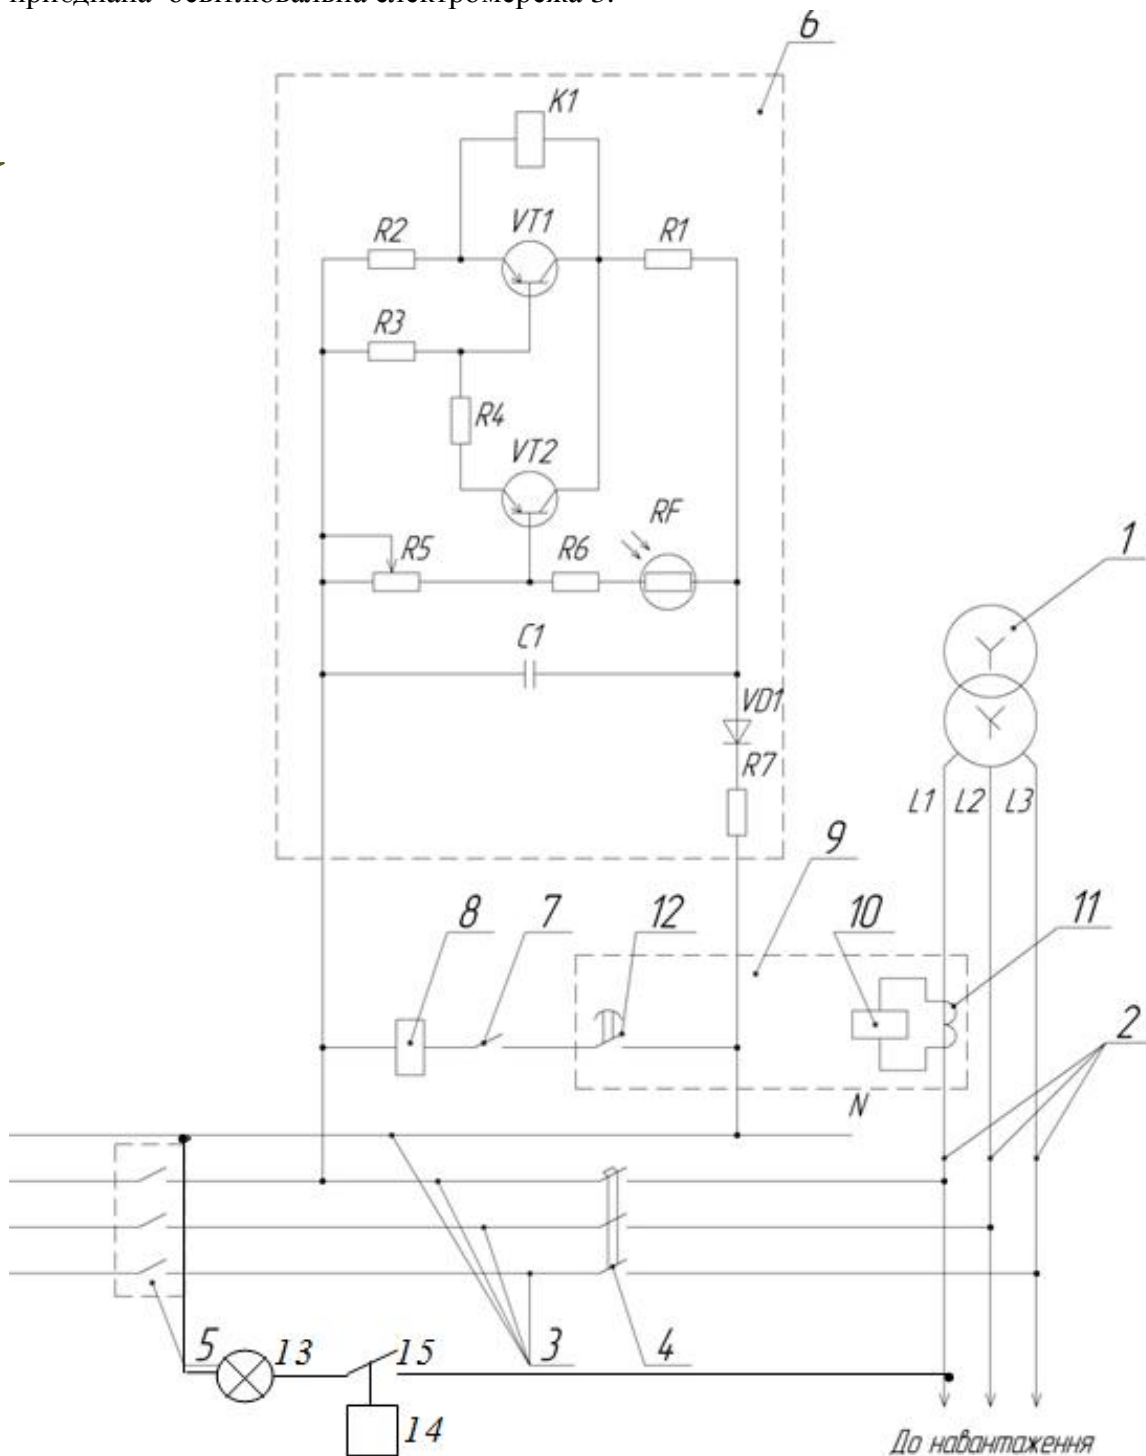 приєднана освітлювальна електромережа 3.
6
K1
R2
VT1
R1
R3
R4
VT2
RF
R5
R6
1
C1
VD1
R7
L1 L2 L3
9
8 7 12 10 11
2
N
5 13 15 3 4
14
До навантаження